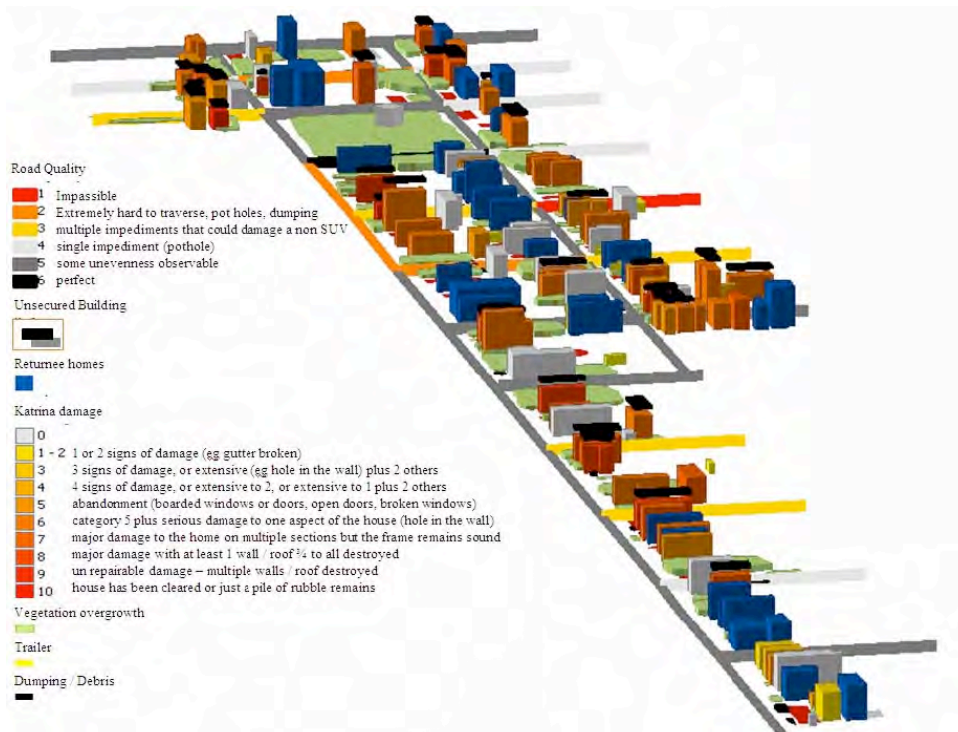 Road Quality
1 Impassible
2 Extremely hard to traverse, pot holes, dumping
3 multiple impediments that could damage a non SUV
4 single impediment (pothole)
5 some unevenness observable
6 perfect
Unsecured Building
Returnee homes
Katrina damage
0
1 - 2 1 or 2 signs of damage (eg gutter broken)
3 3 signs of damage, or extensive (eg hole in the wall) plus 2 others
4 4 signs of damage, or extensive to 2, or extensive to 1 plus 2 others
5 abandonment (boarded windows or doors, open doors, broken windows)
6 category 5 plus serious damage to one aspect of the house (hole in the wall)
7 major damage to the home on multiple sections but the frame remains sound
8 major damage with at least 1 wall / roof ¾ to all destroyed
9 un repairable damage – multiple walls / roof destroyed
10 house has been cleared or just a pile of rubble remains
Vegetation overgrowth
Trailer
Dumping / Debris